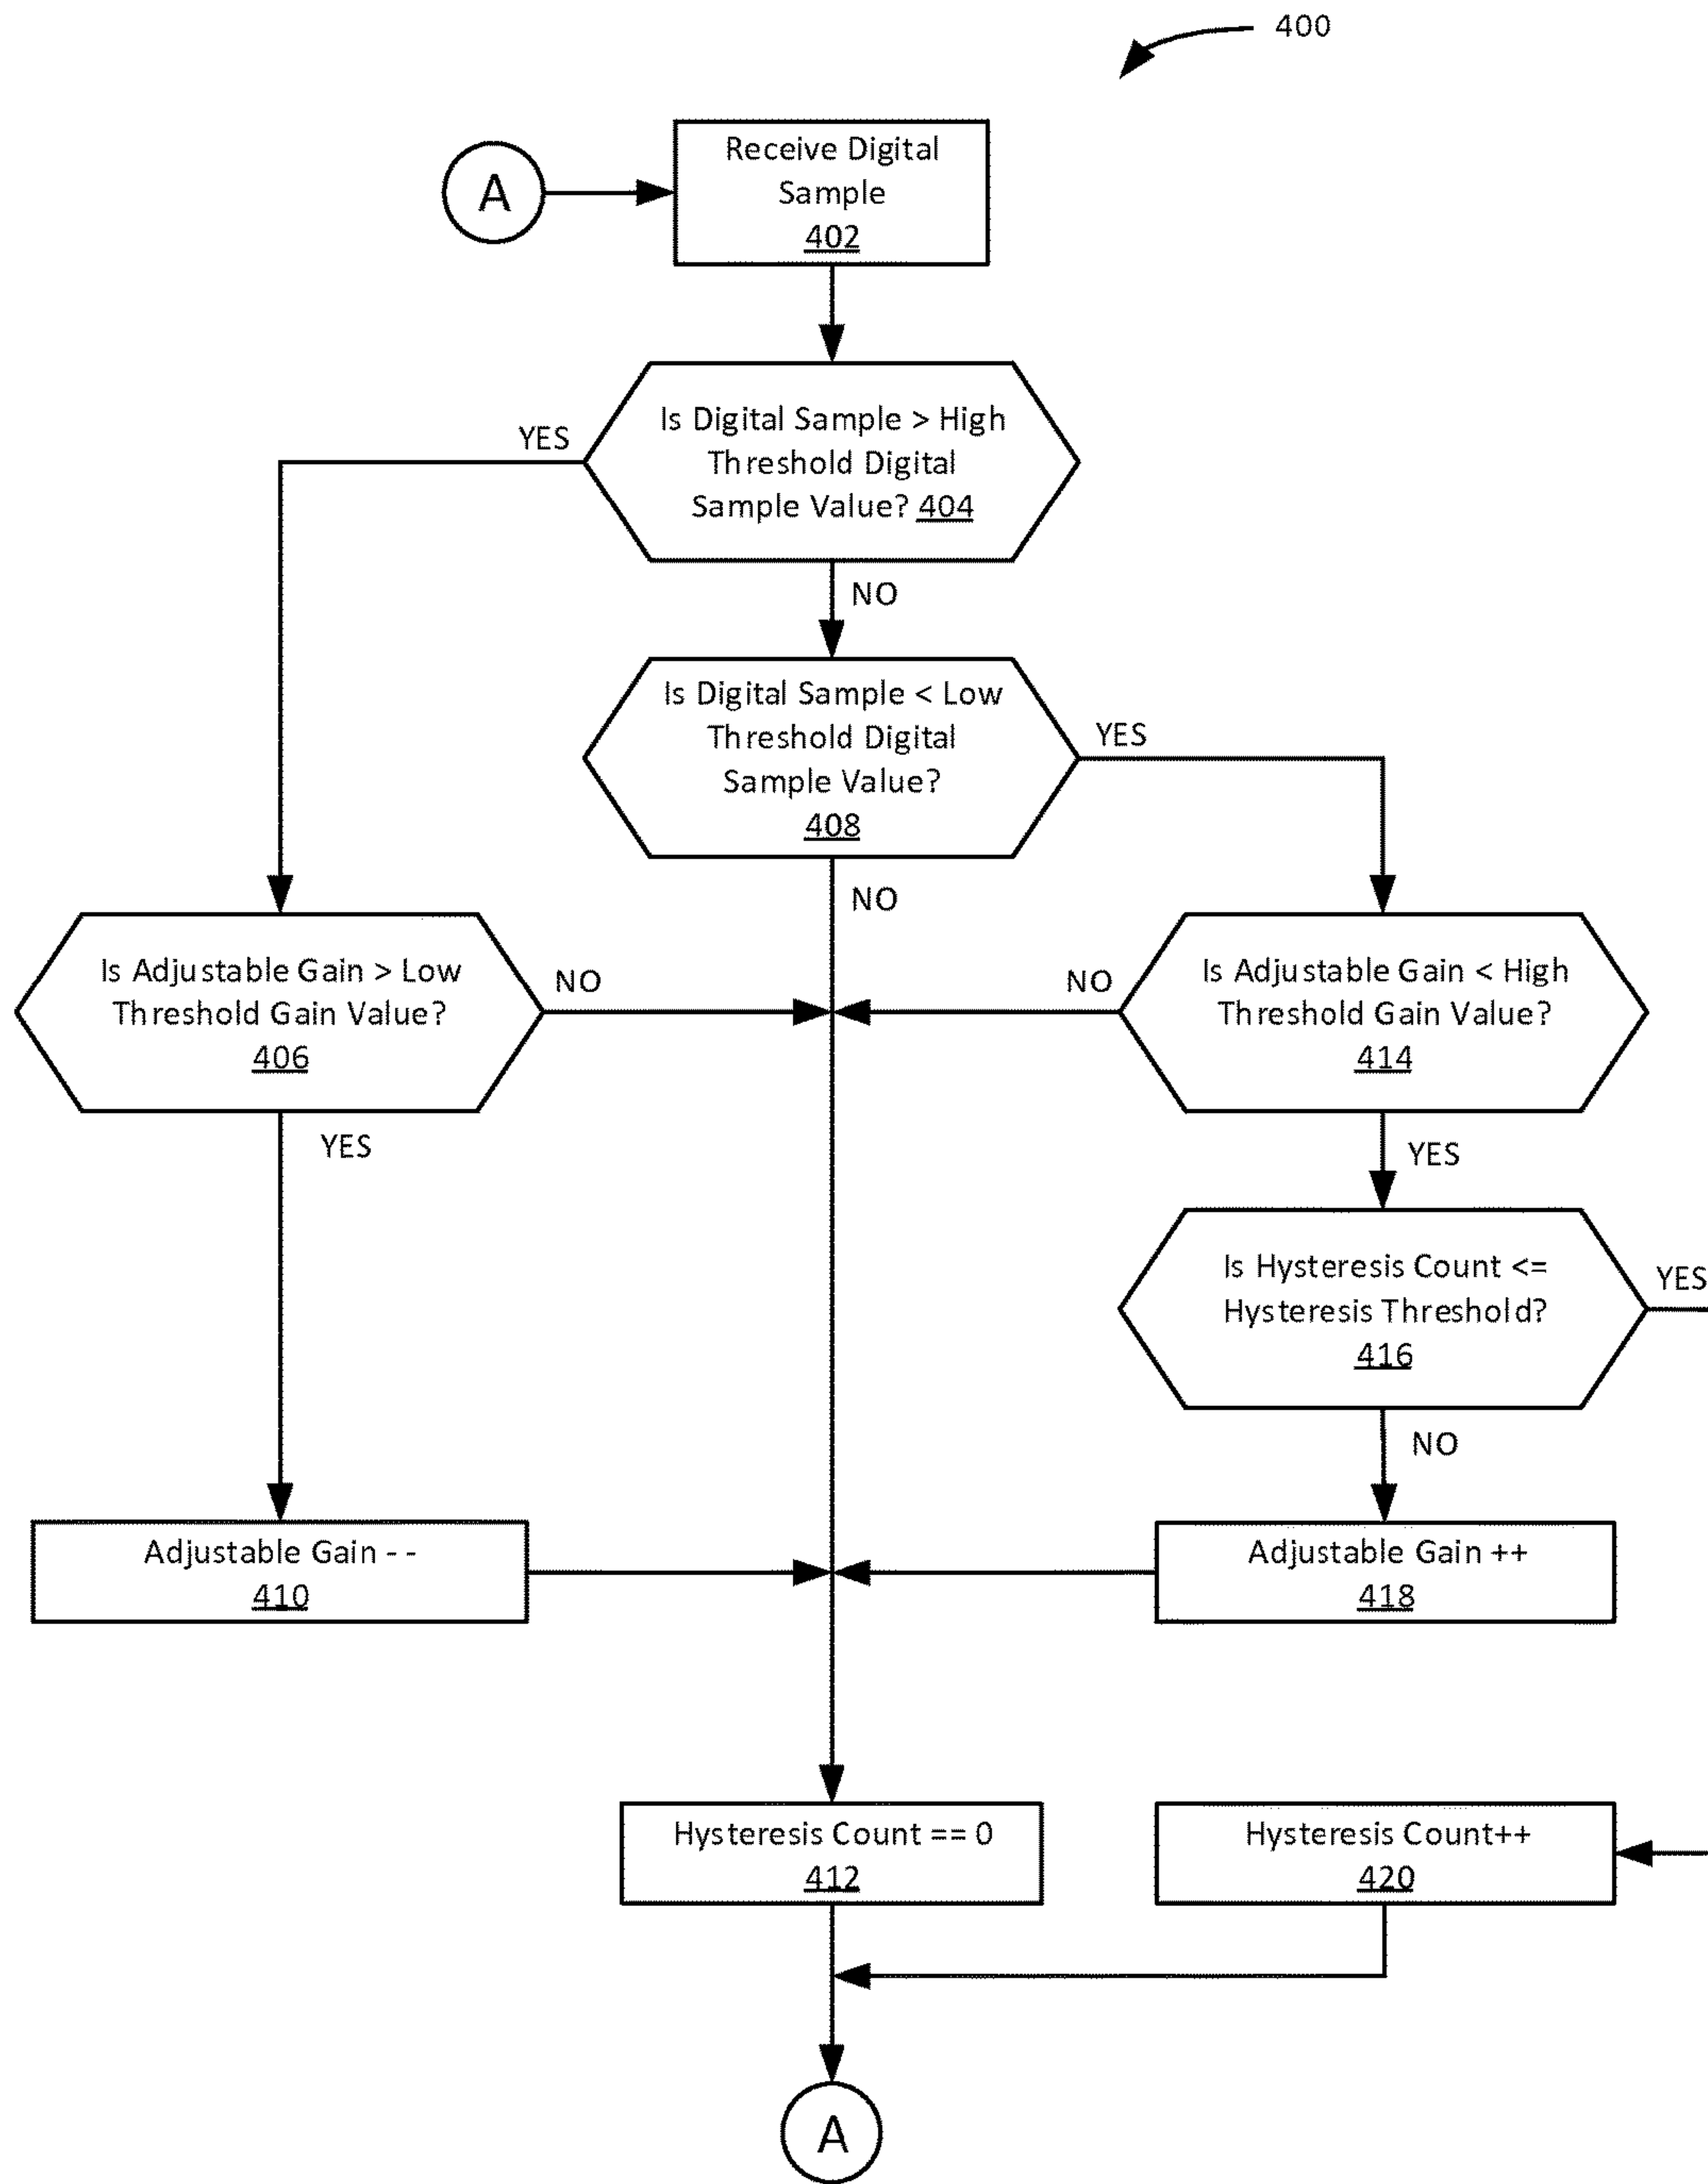 400
A
Receive Digital
Sample
402
Is Digital Sample > High
Threshold Digital
Sample Value? 404
YES
NO
Is Digital Sample < Low
Threshold Digital
Sample Value?
408
YES
NO
Is Adjustable Gain > Low
Threshold Gain Value?
406
NO
YES
Is Adjustable Gain < High
Threshold Gain Value?
414
NO
YES
Is Hysteresis Count <=
Hysteresis Threshold?
416
YES
NO
Adjustable Gain - -
410
Adjustable Gain ++
418
Hysteresis Count == 0
412
Hysteresis Count++
420
A